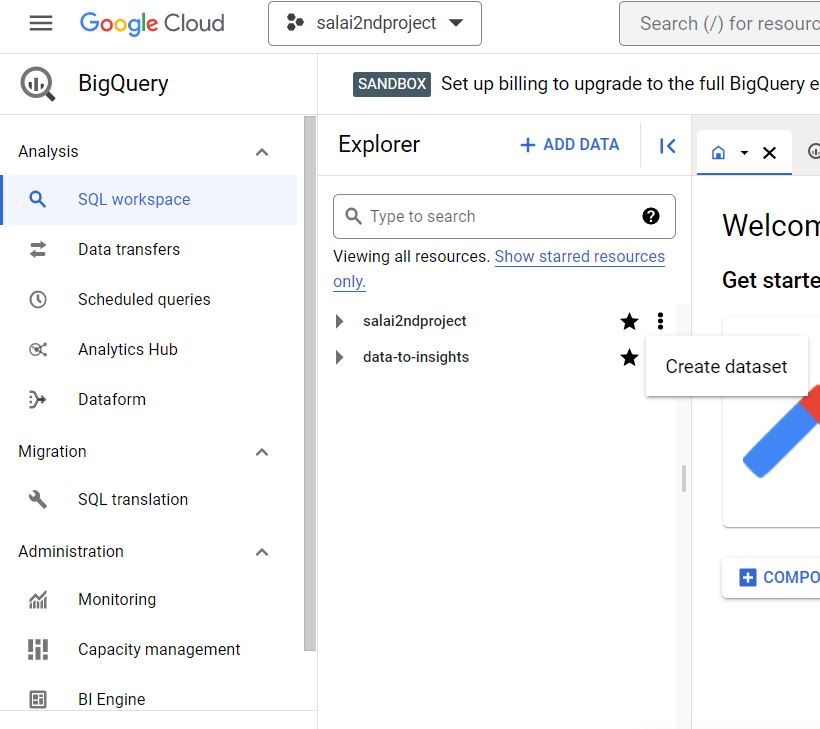 Google Cloud
salai2ndproject
Search (/) for resourc
BigQuery
SANDBOX Set up billing to upgrade to the full BigQuery e
Analysis
SQL workspace
Data transfers
Scheduled queries
Analytics Hub
Dataform
Migration
SQL translation
Administration
Monitoring
Capacity management
BI Engine
Explorer
+ ADD DATA
Type to search
Viewing all resources. Show starred resources
only.
salai2ndproject
data-to-insights
Create dataset
Welcom
Get starte
COMPO